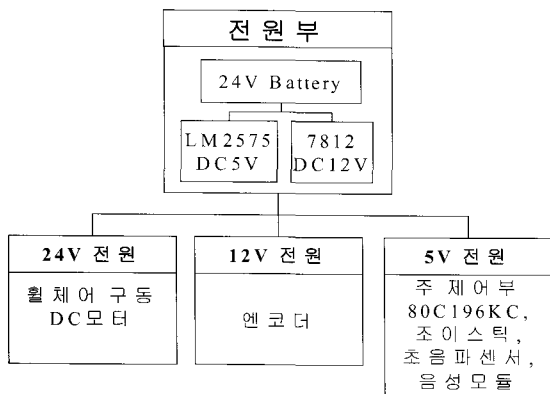 전원부
24V Battery
LM2575
DC5V
7812
DC12V
24V 전원
휠체어 구동
DC모터
12V 전원
엔코더
5V 전원
주 제어부
80C196KC,
조이스틱,
초음파센서,
음성모듈